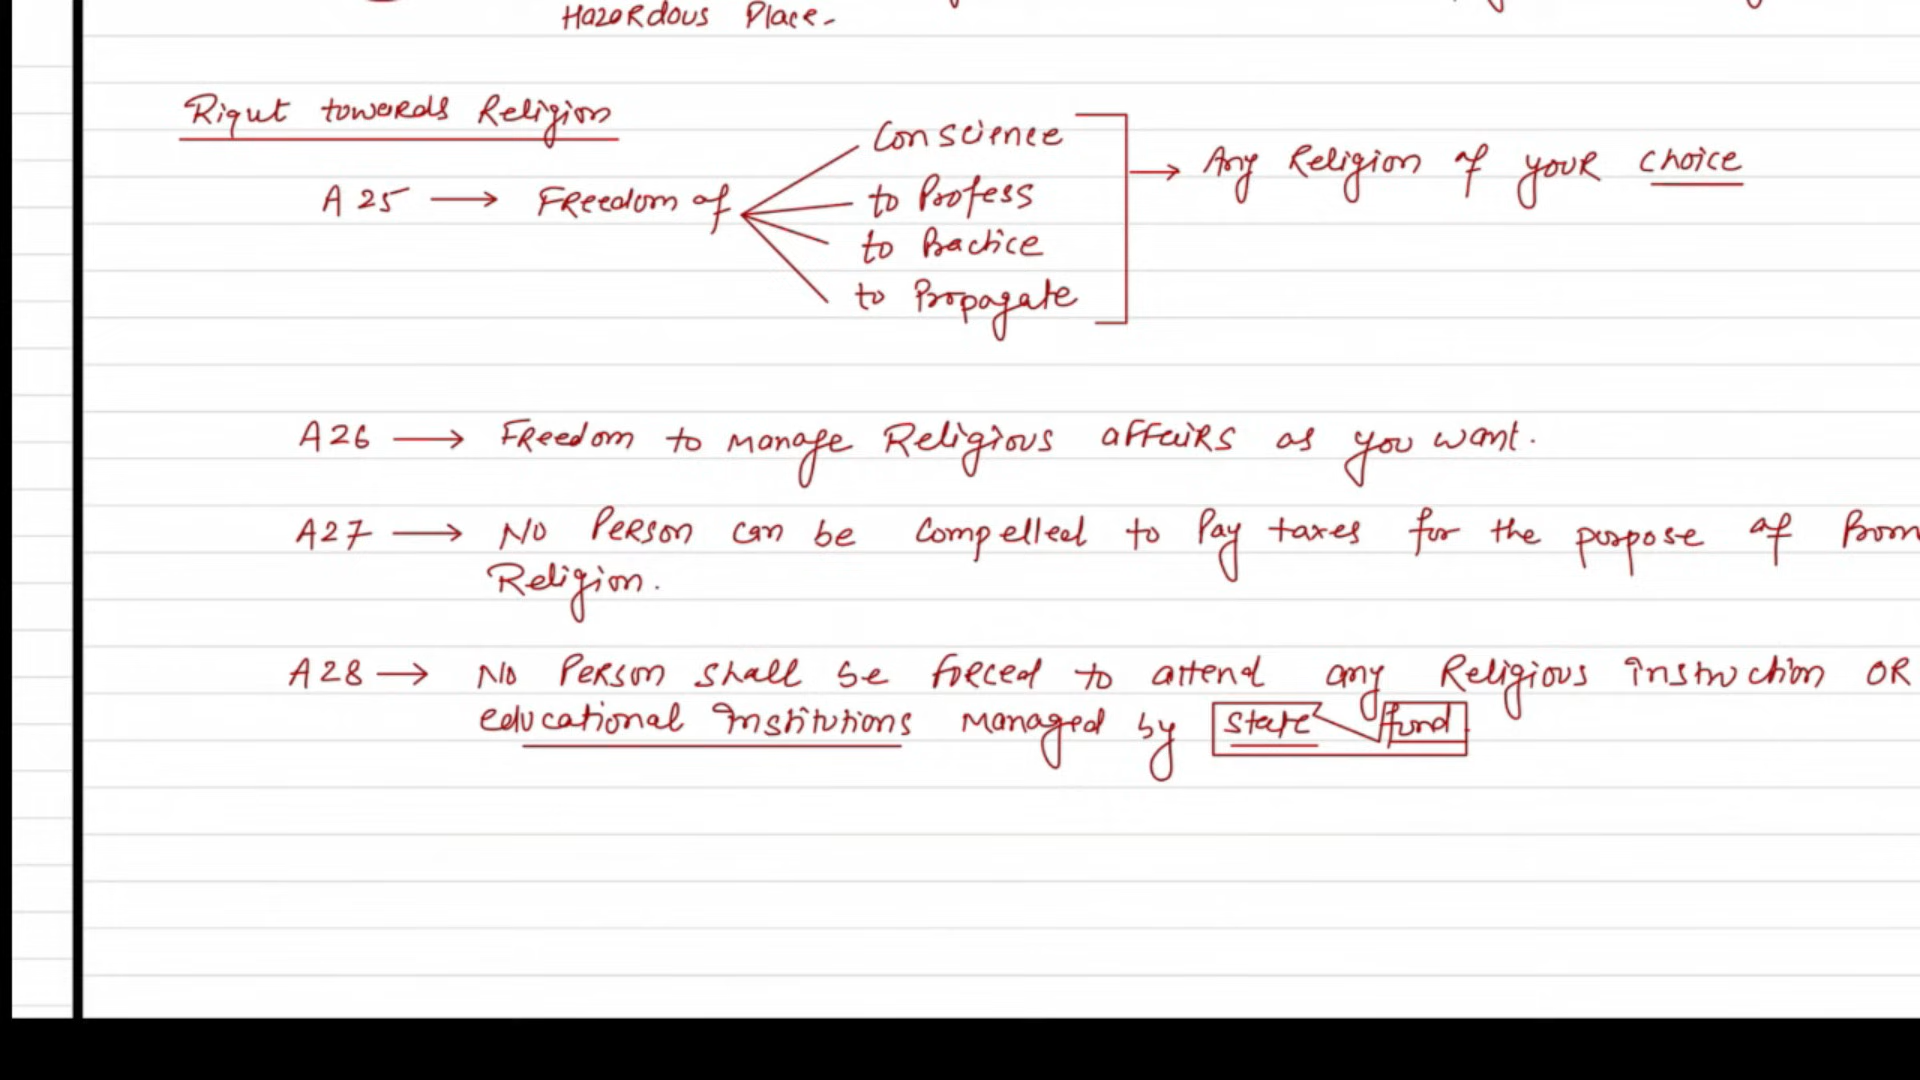 Hazardous Place.
Right towards Religion
Conscience
A 25 → Freedom of to Profess → Any Religion of your choice
to Practice
to Propagate
A26 → Freedom to manage Religious affairs as you want.
A27 → No Person can be Compelled to Pay taxes for the purpose of
Religion.
A28 → No Person shall be forced to attend any Religious instruction OR
educational Institutions Managed by State fund